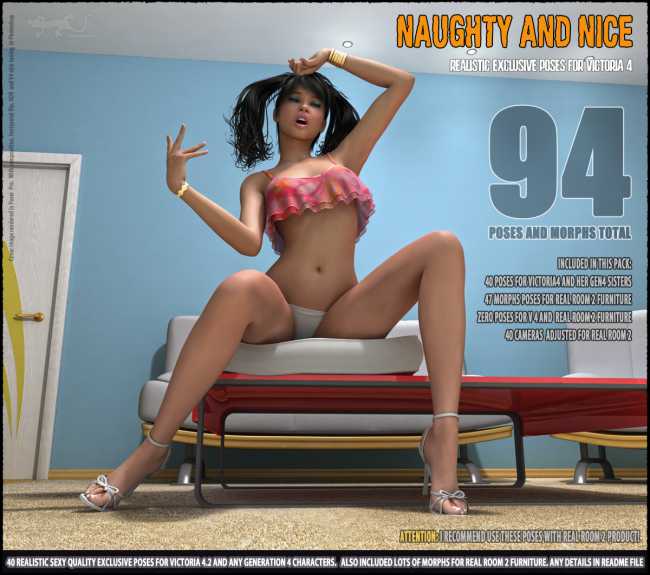 NAUGHTY AND NICE
REALISTIC EXCLUSIVE POSES FOR VICTORIA 4
94
POSES AND MORPHS TOTAL
INCLUDED IN THIS PACK:
40 POSES FOR VICTORIA4 AND HER GEN4 SISTERS
47 MORPHS POSES FOR REAL ROOM 2 FURNITURE
ZERO POSES FOR V4 AND REAL ROOM 2 FURNITURE
40 CAMERAS, ADJUSTED FOR REAL ROOM 2
ATTENTION: I RECOMMEND USE THESE POSES WITH REAL ROOM 2 PRODUCT!
40 REALISTIC SEXY QUALITY EXCLUSIVE POSES FOR VICTORIA 4.2 AND ANY GENERATION 4 CHARACTERS. ALSO INCLUDED LOTS OF MORPHS FOR REAL ROOM 2 FURNITURE. ANY DETAILS IN README FILE